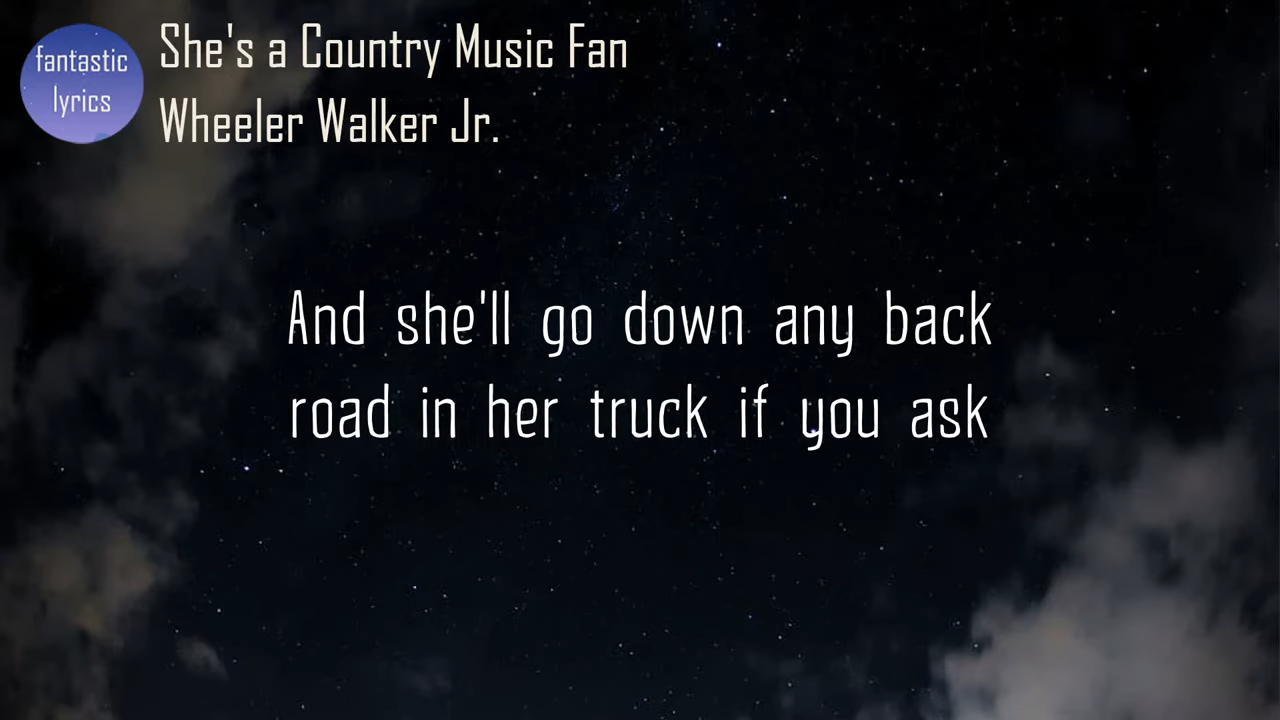 fantastic
lyrics
She's a Country Music Fan
Wheeler Walker Jr.
And she'll go down any back
road in her truck if you ask